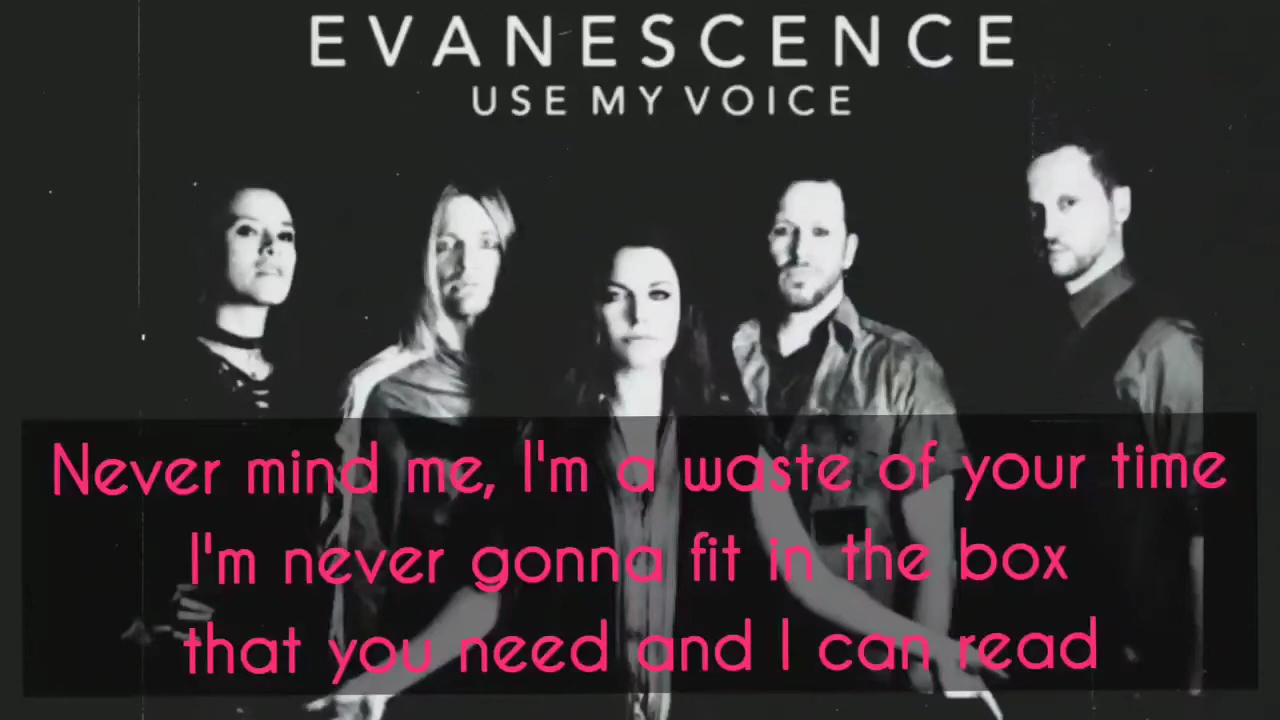 EVANESCENCE
USE MY VOICE
Never mind me, I'm a waste of your time
I'm never gonna fit in the box
that you need and I can read